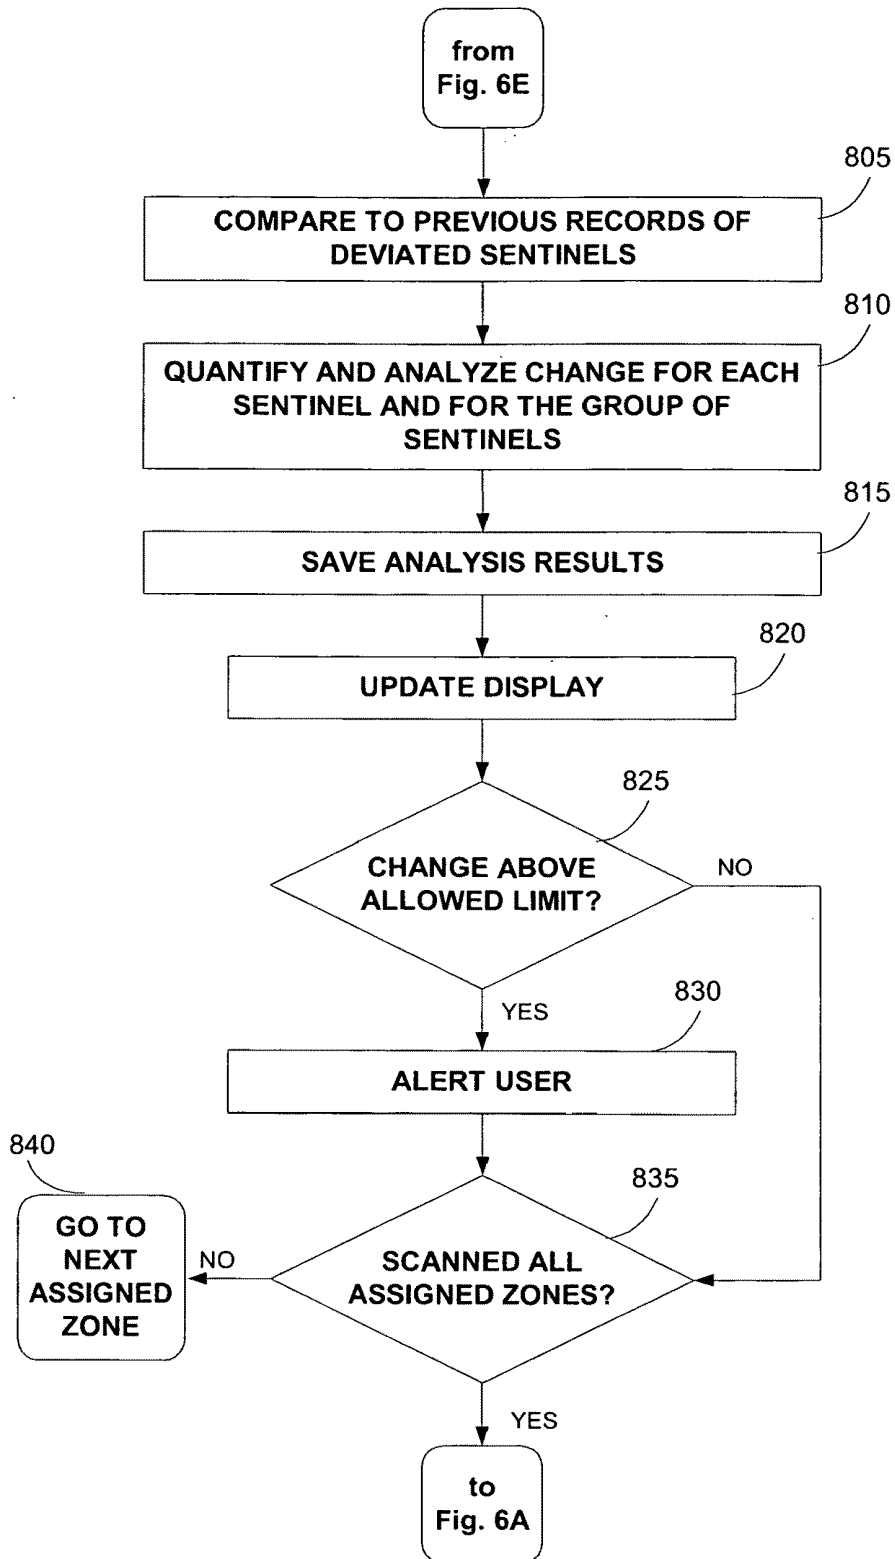 from
Fig. 6E
805
COMPARE TO PREVIOUS RECORDS OF
DEVIATED SENTINELS
810
QUANTIFY AND ANALYZE CHANGE FOR EACH
SENTINEL AND FOR THE GROUP OF
SENTINELS
815
SAVE ANALYSIS RESULTS
820
UPDATE DISPLAY
825
CHANGE ABOVE
ALLOWED LIMIT?
NO
YES
830
ALERT USER
835
SCANNED ALL
ASSIGNED ZONES?
NO
840
GO TO
NEXT
ASSIGNED
ZONE
YES
to
Fig. 6A